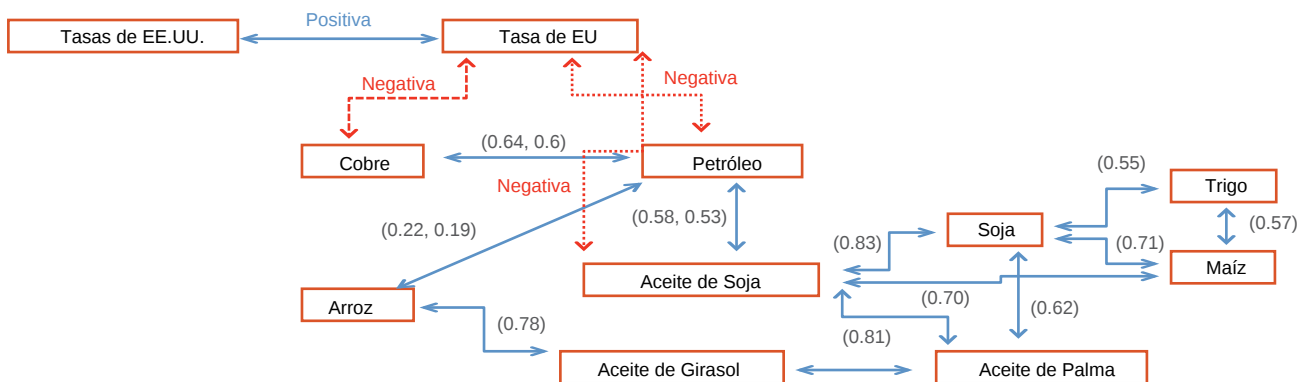 Positiva
Tasas de EE.UU.
Tasa de EU
Negativa
Negativa
(0.64, 0.6)
Cobre
Petróleo
(0.55)
Negativa
Trigo
(0.22, 0.19)
(0.58, 0.53)
Soja
(0.57)
(0.83)
(0.71)
Aceite de Soja
Maíz
Arroz
(0.70)
(0.62)
(0.78)
(0.81)
Aceite de Girasol
Aceite de Palma